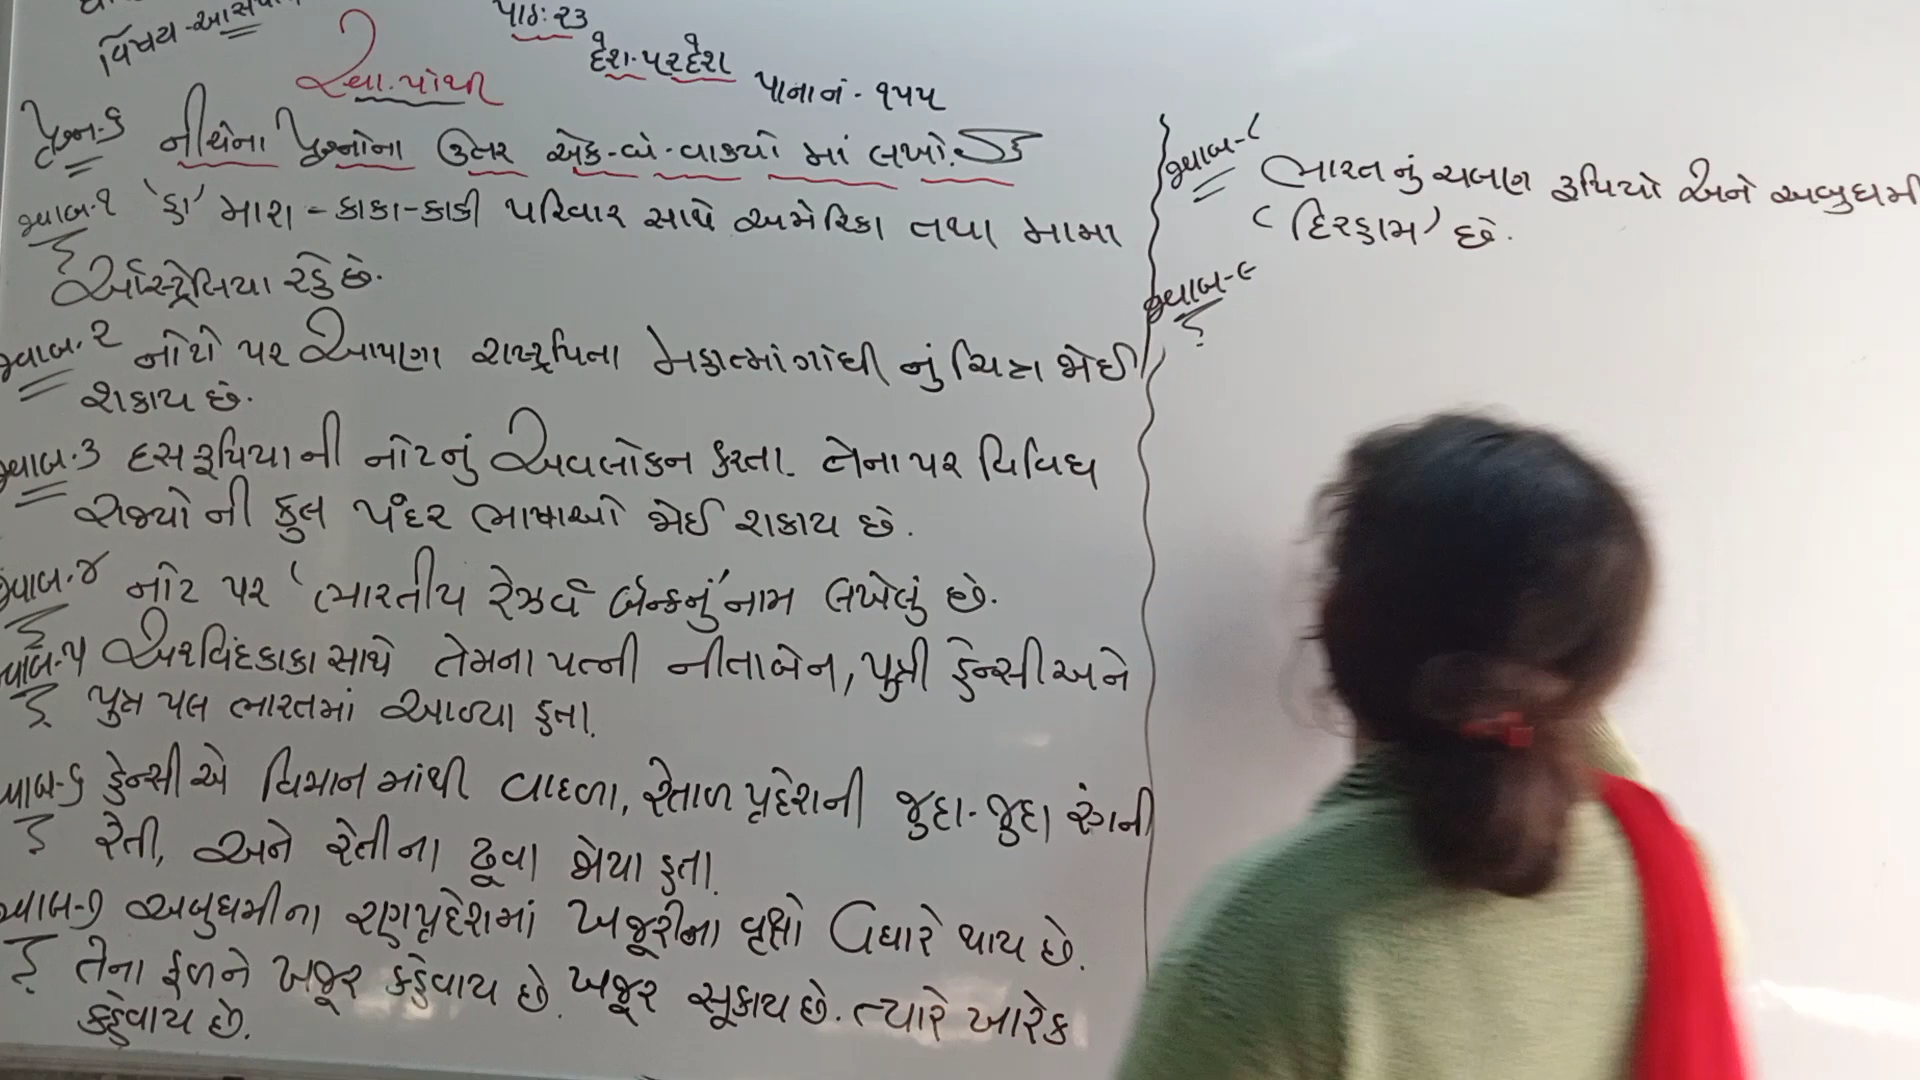 વિષય-આસપાસ
પાઠ: ૨૩
દેશ-પરદેશ
સ્વા.પોથી
પાના નં - ૧૫૫
પ્રશ્ન-૬ નીચેના પ્રશ્નોના ઉત્તર એક-બે-વાક્યો માં લખો.
જવાબ-૧ 'હા' મારા - કાકા-કાકી પરિવાર સાથે અમેરિકા તથા મામા
ઑસ્ટ્રેલિયા રહે છે.
જવાબ-૨ નોટો પર આપણા રાષ્ટ્રપિતા મહાત્માગાંધી નું ચિત્ર જોઈ
શકાય છે.
જવાબ-૩ દસ રૂપિયા ની નોટનું અવલોકન કરતા તેના પર વિવિધ
રાજ્યો ની કુલ પંદર ભાષાઓ જોઈ શકાય છે.
જવાબ-૪ નોટ પર 'ભારતીય રેઝર્વ બેન્કનું' નામ લખેલું છે.
જવાબ-૫ અરવિંદકાકા સાથે તેમના પત્ની નીતાબેન, પુત્રી ફેન્સી અને
પુત્ર પલ ભારતમાં આવ્યા હતા.
જવાબ-૬ ફેન્સીએ વિમાન માંથી વાદળા, રેતાળ પ્રદેશની જુદા-જુદા રંગની
રેતી, અને રેતીના ઢૂવા જોયા હતા.
જવાબ-૭ અબુધમીના રણપ્રદેશમાં ખજૂરીના વૃક્ષો વધારે થાય છે.
તેના ફળને ખજૂર કહેવાય છે. ખજૂર સૂકાય છે. ત્યારે ખારેક
કહેવાય છે.
જવાબ-૮ ભારત નું ચલણ રૂપિયો અને અબુધમી
'દિરહામ' છે.
જવાબ-૯